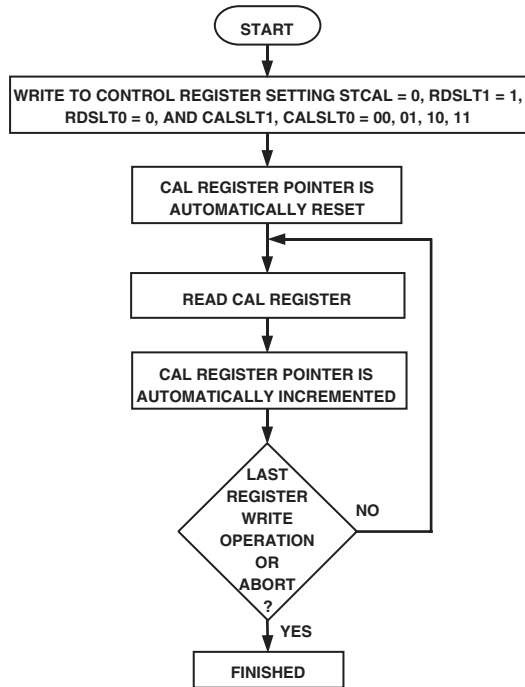 START
WRITE TO CONTROL REGISTER SETTING STCAL = 0, RDSLT1 = 1,
RDSLT0 = 0, AND CALSLT1, CALSLT0 = 00, 01, 10, 11
CAL REGISTER POINTER IS
AUTOMATICALLY RESET
READ CAL REGISTER
CAL REGISTER POINTER IS
AUTOMATICALLY INCREMENTED
LAST
REGISTER
WRITE
OPERATION
OR
ABORT
?
NO
YES
FINISHED